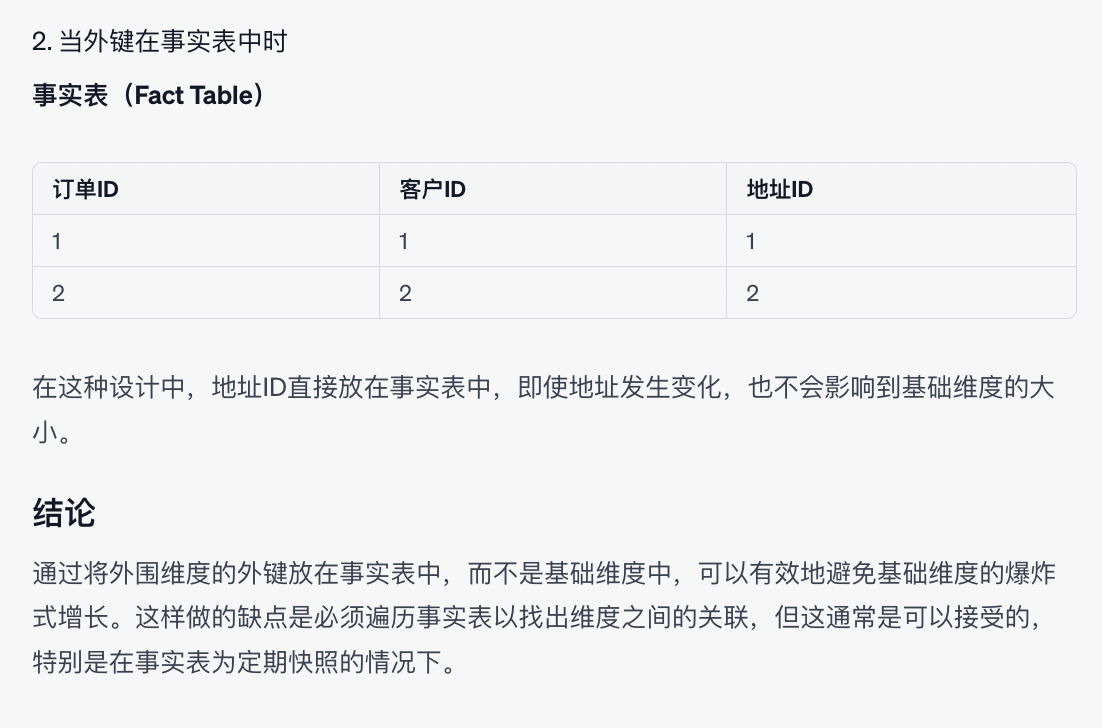 2. 当外键在事实表中时
事实表（Fact Table）
订单ID 客户ID 地址ID
1 1 1
2 2 2
在这种设计中，地址ID直接放在事实表中，即使地址发生变化，也不会影响到基础维度的大
小。
结论
通过将外围维度的外键放在事实表中，而不是基础维度中，可以有效地避免基础维度的爆炸
式增长。这样做的缺点是必须遍历事实表以找出维度之间的关联，但这通常是可以接受的，
特别是在事实表为定期快照的情况下。